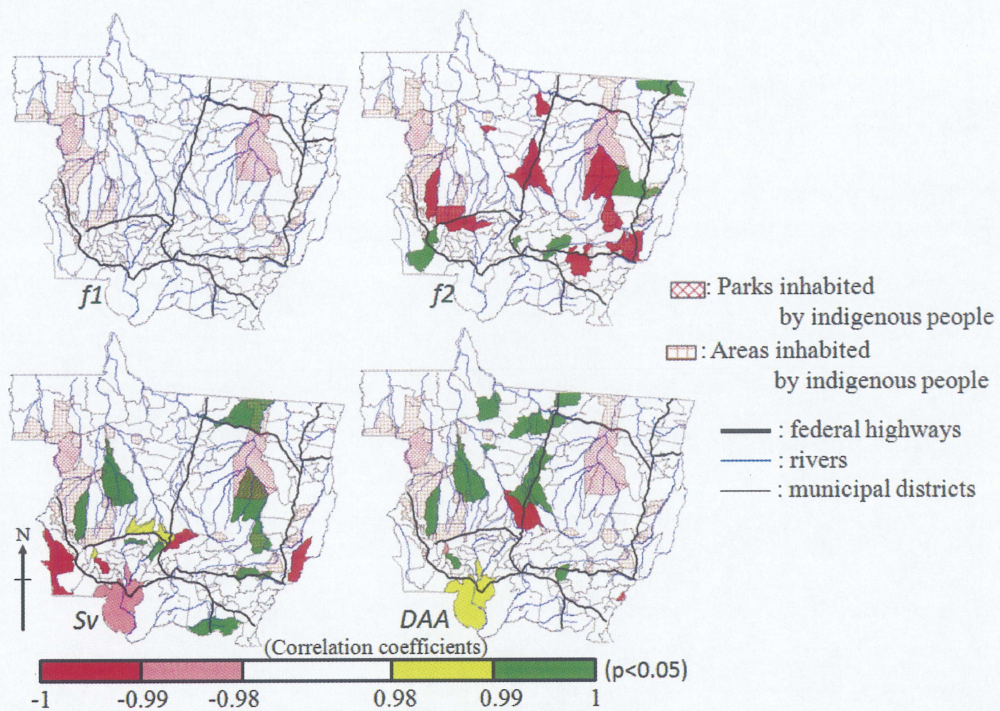 f1
f2
: Parks inhabited
by indigenous people
: Areas inhabited
by indigenous people
: federal highways
: rivers
: municipal districts
N
Sv
DAA
(Correlation coefficients)
(p<0.05)
-1 -0.99 -0.98 0.98 0.99 1